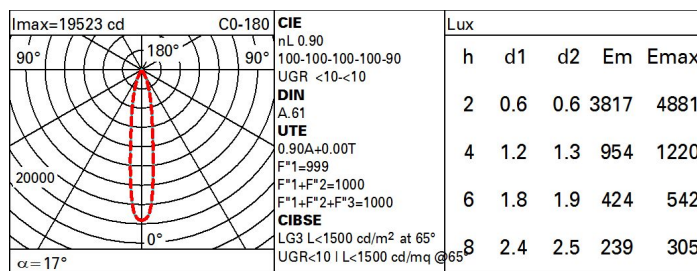 Imax=19523 cd C0-180
90° 180° 90°
20000
0°
α=17°
CIE
nL 0.90
100-100-100-100-90
UGR <10-<10
DIN
A.61
UTE
0.90A+0.00T
F"1=999
F"1+F"2=1000
F"1+F"2+F"3=1000
CIBSE
LG3 L<1500 cd/m² at 65°
UGR<10 | L<1500 cd/mq @65°
Lux
h d1 d2 Em Emax
2 0.6 0.6 3817 4881
4 1.2 1.3 954 1220
6 1.8 1.9 424 542
8 2.4 2.5 239 305